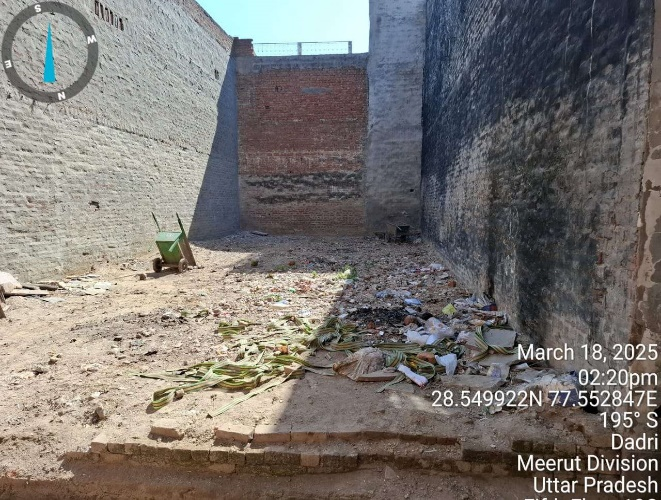 S
W
E
N
March 18, 2025
02:20pm
28.549922N 77.552847E
195° S
Dadri
Meerut Division
Uttar Pradesh